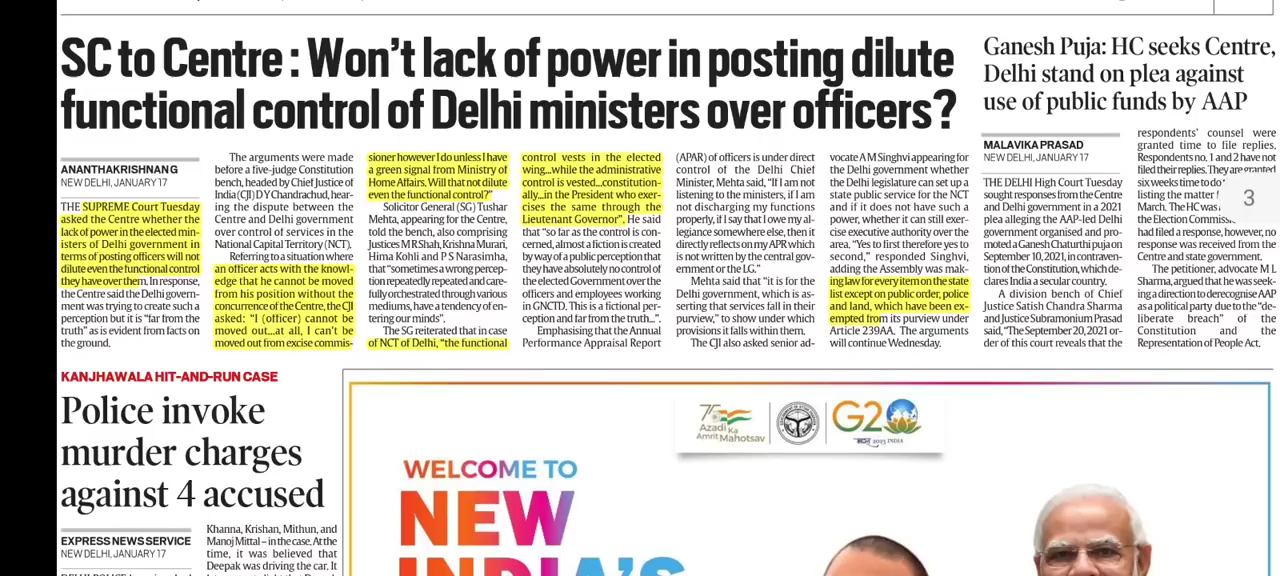 SC to Centre : Won't lack of power in posting dilute
functional control of Delhi ministers over officers?
ANANTHAKRISHNAN G
NEW DELHI, JANUARY 17
THE SUPREME Court Tuesday
asked the Centre whether the
lack of power in the elected min-
isters of Delhi government in
terms of posting officers will not
dilute even the functional control
they have over them. In response,
the Centre said the Delhi govern-
ment was trying to create such a
perception but it is "far from the
truth" as is evident from facts on
the ground.
The arguments were made
before a five-judge Constitution
bench, headed by Chief Justice of
India (CJI) D Y Chandrachud, hear-
ing the dispute between the
Centre and Delhi government
over control of services in the
National Capital Territory (NCT).
Referring to a situation where
an officer acts with the knowl-
edge that he cannot be moved
from his position without the
concurrence of the Centre, the CJI
asked: "I (officer) cannot be
moved out...at all, I can't be
moved out from excise commis-
sioner however I do unless I have
a green signal from Ministry of
Home Affairs. Will that not dilute
even the functional control?"
Solicitor General (SG) Tushar
Mehta, appearing for the Centre,
told the bench, also comprising
Justices M R Shah, Krishna Murari,
Hima Kohli and P S Narasimha,
that "sometimes a wrong percep-
tion repeatedly repeated and care-
fully orchestrated through various
mediums, have a tendency of en-
tering our minds".
The SG reiterated that in case
of NCT of Delhi, "the functional
control vests in the elected
wing...while the administrative
control is vested...constitution-
ally...in the President who exer-
cises the same through the
Lieutenant Governor". He said
that "so far as the control is con-
cerned, almost a fiction is created
by way of a public perception that
they have absolutely no control of
the elected Government over the
officers and employees working
in GNCTD. This is a fictional per-
ception and far from the truth...".
Emphasising that the Annual
Performance Appraisal Report
(APAR) of officers is under direct
control of the Delhi Chief
Minister, Mehta said, "If I am not
listening to the ministers, if I am
not discharging my functions
properly, if I say that I owe my al-
legiance somewhere else, then it
directly reflects on my APR which
is not written by the central gov-
ernment or the LG."
Mehta said that "it is for the
Delhi government, which is as-
serting that services fall in their
purview," to show under which
provisions it falls within them.
The CJI also asked senior ad-
vocate A M Singhvi appearing for
the Delhi government whether
the Delhi legislature can set up a
state public service for the NCT
and if it does not have such a
power, whether it can still exer-
cise executive authority over the
area. "Yes to first therefore yes to
second," responded Singhvi,
adding the Assembly was mak-
ing law for every item on the state
list except on public order, police
and land, which have been ex-
empted from its purview under
Article 239AA. The arguments
will continue Wednesday.
Ganesh Puja: HC seeks Centre,
Delhi stand on plea against
use of public funds by AAP
MALAVIKA PRASAD
NEW DELHI, JANUARY 17
THE DELHI High Court Tuesday
sought responses from the Centre
and Delhi government in a 2021
plea alleging the AAP-led Delhi
government organised and pro-
moted a Ganesh Chaturthi puja on
September 10, 2021, in contraven-
tion of the Constitution, which de-
clares India a secular country.
A division bench of Chief
Justice Satish Chandra Sharma
and Justice Subramonium Prasad
said, "The September 20, 2021 or-
der of this court reveals that the
respondents' counsel were
granted time to file replies.
Respondents no. 1 and 2 have not
filed their replies. They are granted
six weeks time to do
listing the matter
March. The HC was
the Election
had filed a response, however, no
response was received from the
Centre and state government.
The petitioner, advocate M L
Sharma, argued that he was seek-
ing a direction to derecognise AAP
as a political party due to the "de-
liberate breach" of the
Constitution and the
Representation of People Act.
3
KANJHAWALA HIT-AND-RUN CASE
Police invoke
murder charges
against 4 accused
EXPRESS NEWS SERVICE
NEW DELHI, JANUARY 17
Khanna, Krishan, Mithun, and
Manoj Mittal – in the case. At the
time, it was believed that
Deepak was driving the car. It
75
Azadi Ka
Amrit Mahotsav
G20
2023 INDIA
WELCOME TO
NEW
INDIA'S